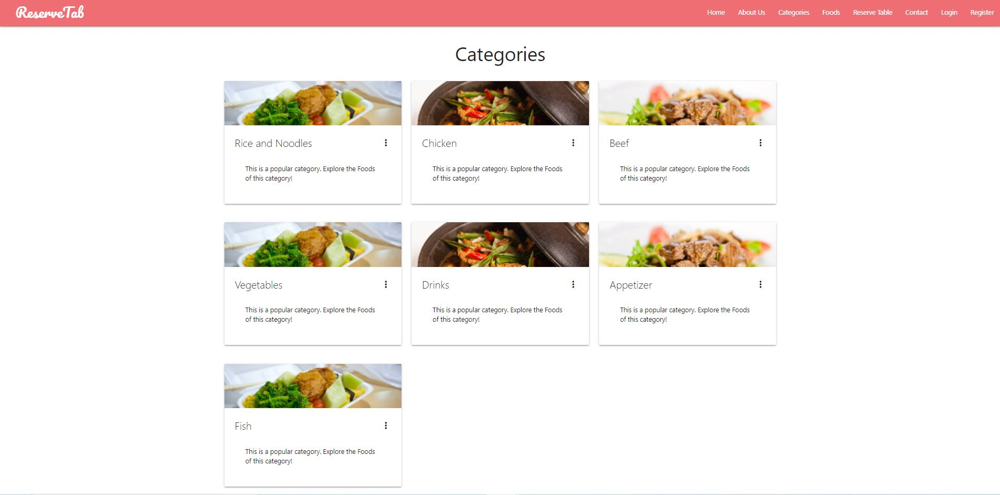 ReserveTab
Home About Us Categories Foods Reserve Table Contact Login Register
Categories
Rice and Noodles
This is a popular category. Explore the Foods
of this category!
Chicken
This is a popular category. Explore the Foods
of this category!
Beef
This is a popular category. Explore the Foods
of this category!
Vegetables
This is a popular category. Explore the Foods
of this category!
Drinks
This is a popular category. Explore the Foods
of this category!
Appetizer
This is a popular category. Explore the Foods
of this category!
Fish
This is a popular category. Explore the Foods
of this category!